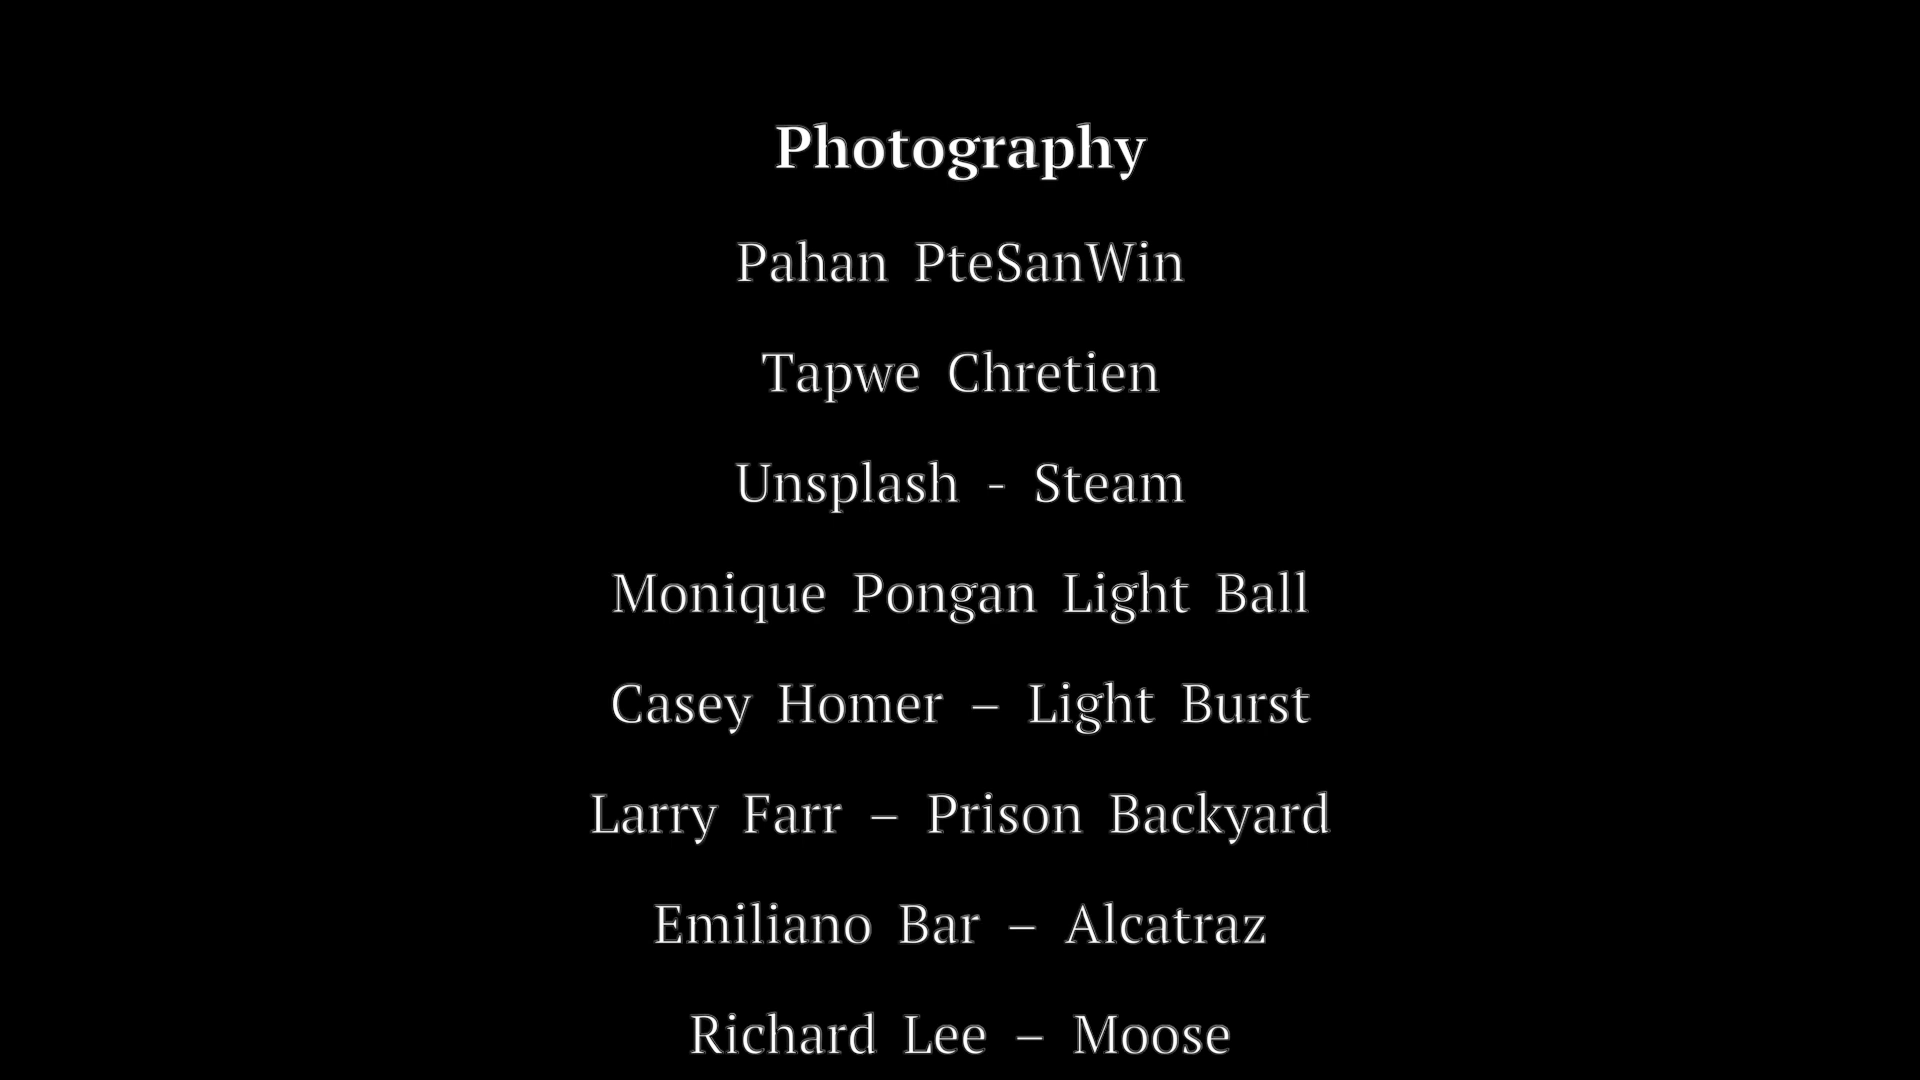 Photography
Pahan PteSanWin
Tapwe Chretien
Unsplash - Steam
Monique Pongan Light Ball
Casey Homer – Light Burst
Larry Farr – Prison Backyard
Emiliano Bar – Alcatraz
Richard Lee – Moose